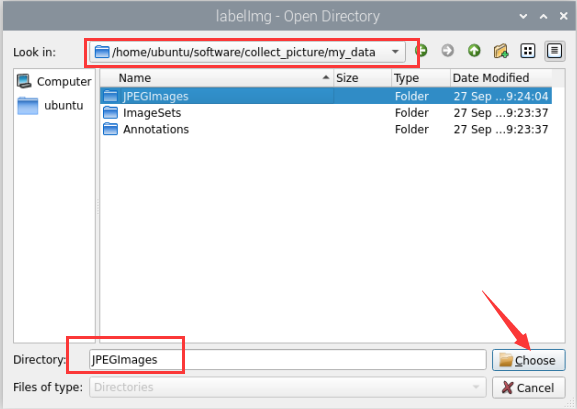 labelImg - Open Directory
Look in: /home/ubuntu/software/collect_picture/my_data
Computer
ubuntu
Name Size Type Date Modified
JPEGImages Folder 27 Sep ...9:24:04
ImageSets Folder 27 Sep ...9:23:37
Annotations Folder 27 Sep ...9:23:37
Directory: JPEGImages Choose
Files of type: Directories Cancel